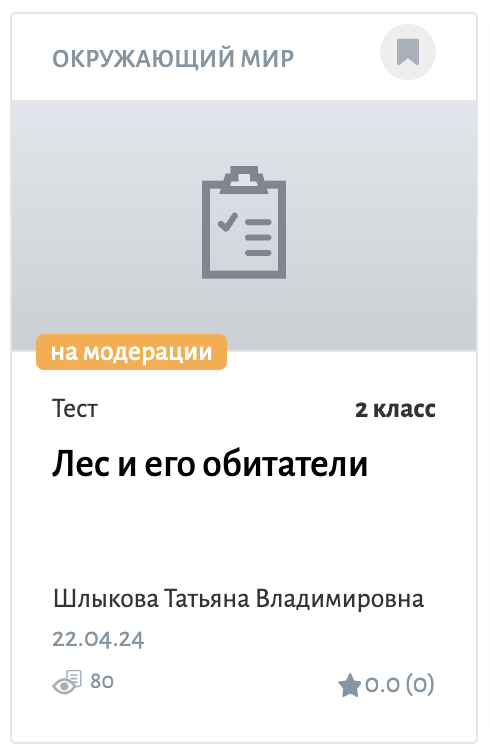 ОКРУЖАЮЩИЙ МИР
на модерации
Тест 2 класс
Лес и его обитатели
Шлыкова Татьяна Владимировна
22.04.24
80 0.0 (0)